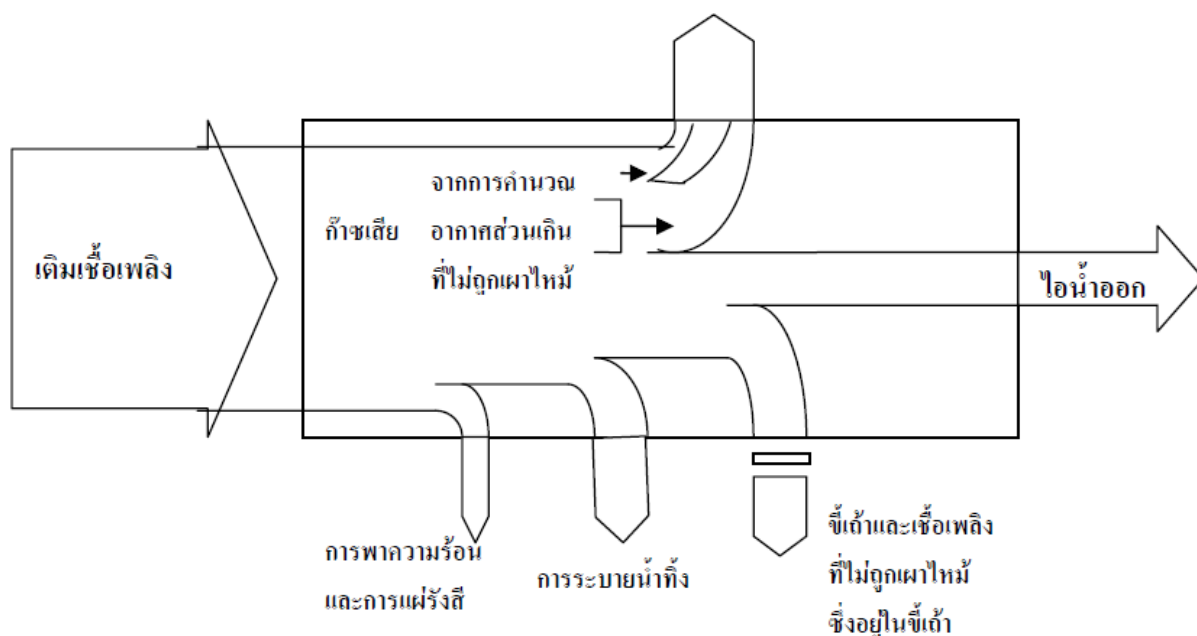 จากการคำนวณ
ก๊าซเสีย อากาศส่วนเกิน
ที่ไม่ถูกเผาไหม้
เติมเชื้อเพลิง
ไอน้ำออก
การพาความร้อน
และการแผ่รังสี
การระบายน้ำทิ้ง
ขี้เถ้าและเชื้อเพลิง
ที่ไม่ถูกเผาไหม้
ซึ่งอยู่ในขี้เถ้า